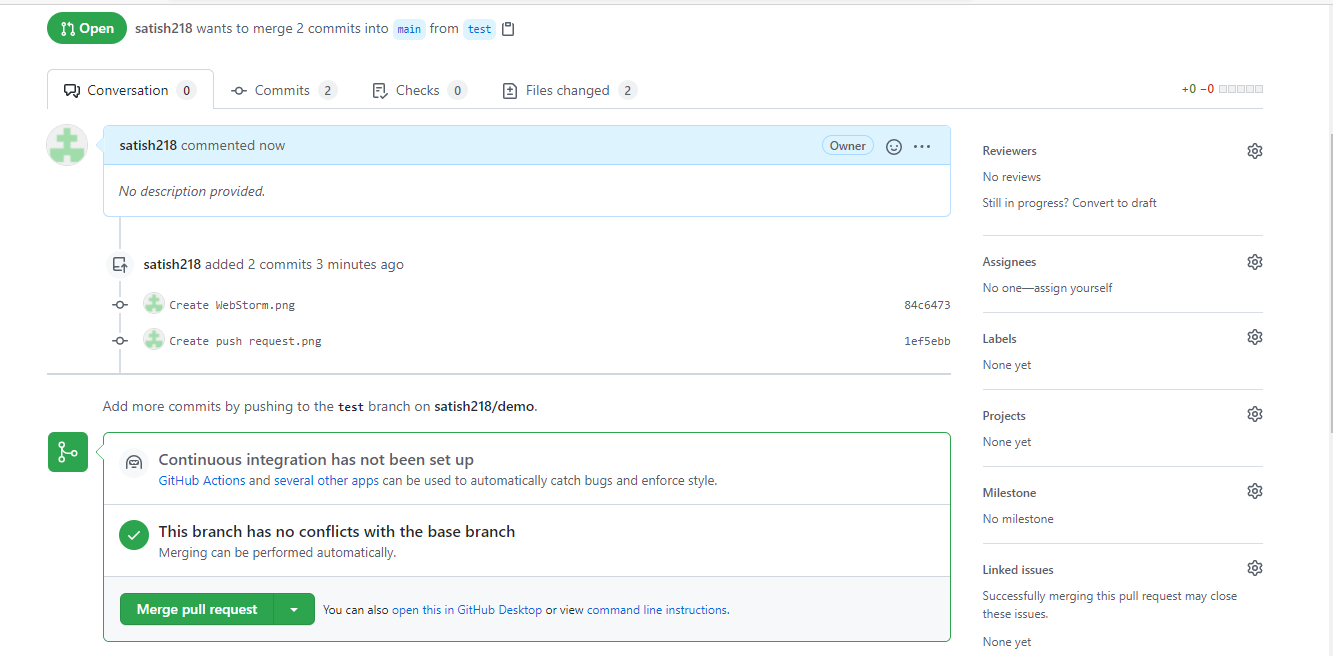 Open satish218 wants to merge 2 commits into main from test
Conversation 0 Commits 2 Checks 0 Files changed 2 +0 −0
satish218 commented now Owner
No description provided.
satish218 added 2 commits 3 minutes ago
Create WebStorm.png 84c6473
Create push request.png 1ef5ebb
Add more commits by pushing to the test branch on satish218/demo.
Continuous integration has not been set up
GitHub Actions and several other apps can be used to automatically catch bugs and enforce style.
This branch has no conflicts with the base branch
Merging can be performed automatically.
Merge pull request You can also open this in GitHub Desktop or view command line instructions.
Reviewers
No reviews
Still in progress? Convert to draft
Assignees
No one—assign yourself
Labels
None yet
Projects
None yet
Milestone
No milestone
Linked issues
Successfully merging this pull request may close
these issues.
None yet